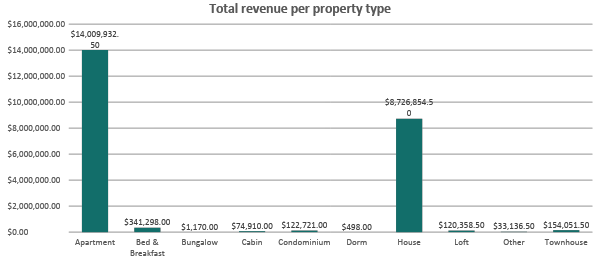 Total revenue per property type
$16,000,000.00
$14,000,000.00
$12,000,000.00
$10,000,000.00
$8,000,000.00
$6,000,000.00
$4,000,000.00
$2,000,000.00
$0.00
$14,009,932.
50
$341,298.00
$1,170.00
$74,910.00
$122,721.00
$498.00
$8,726,854.5
0
$120,358.50
$33,136.50
$154,051.50
Apartment
Bed &
Breakfast
Bungalow
Cabin
Condominium
Dorm
House
Loft
Other
Townhouse